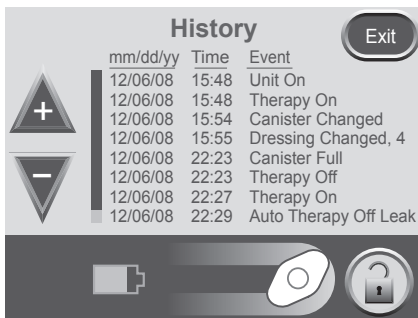 History
Exit
mm/dd/yy Time Event
12/06/08 15:48 Unit On
12/06/08 15:48 Therapy On
12/06/08 15:54 Canister Changed
12/06/08 15:55 Dressing Changed, 4
12/06/08 22:23 Canister Full
12/06/08 22:23 Therapy Off
12/06/08 22:27 Therapy On
12/06/08 22:29 Auto Therapy Off Leak
+
−